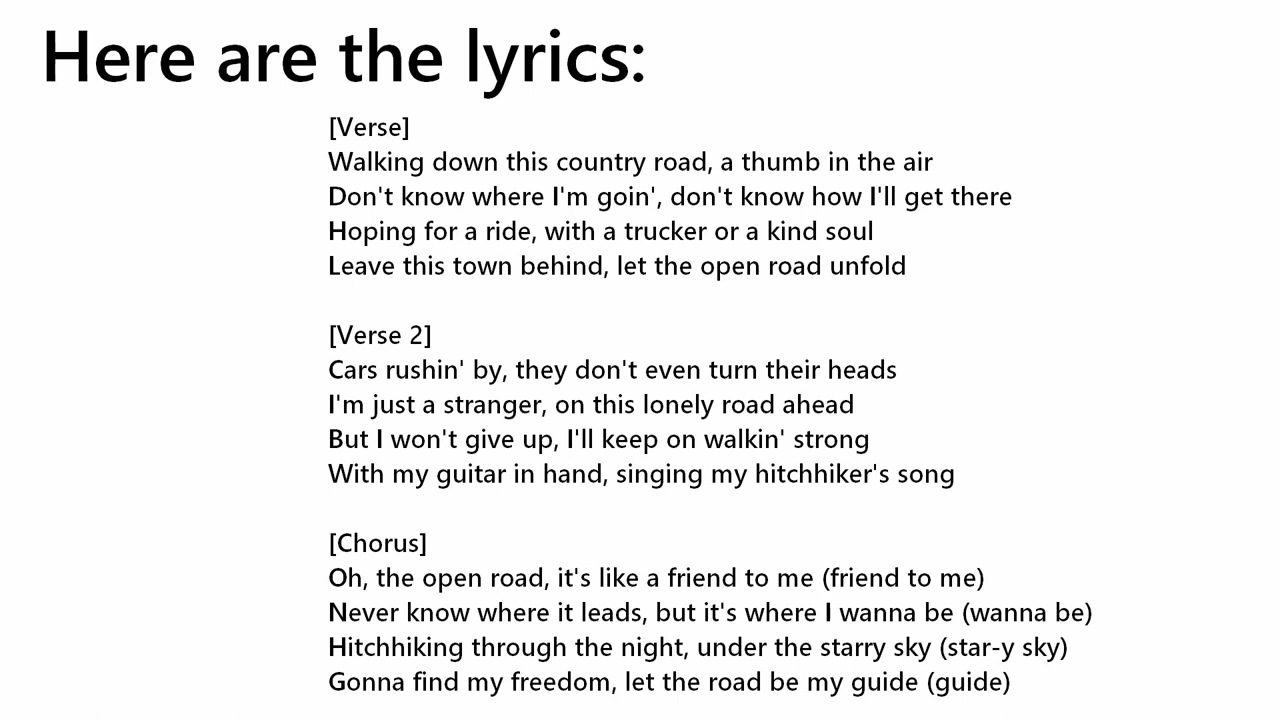 Here are the lyrics:
[Verse]
Walking down this country road, a thumb in the air
Don't know where I'm goin', don't know how I'll get there
Hoping for a ride, with a trucker or a kind soul
Leave this town behind, let the open road unfold
[Verse 2]
Cars rushin' by, they don't even turn their heads
I'm just a stranger, on this lonely road ahead
But I won't give up, I'll keep on walkin' strong
With my guitar in hand, singing my hitchhiker's song
[Chorus]
Oh, the open road, it's like a friend to me (friend to me)
Never know where it leads, but it's where I wanna be (wanna be)
Hitchhiking through the night, under the starry sky (star-y sky)
Gonna find my freedom, let the road be my guide (guide)